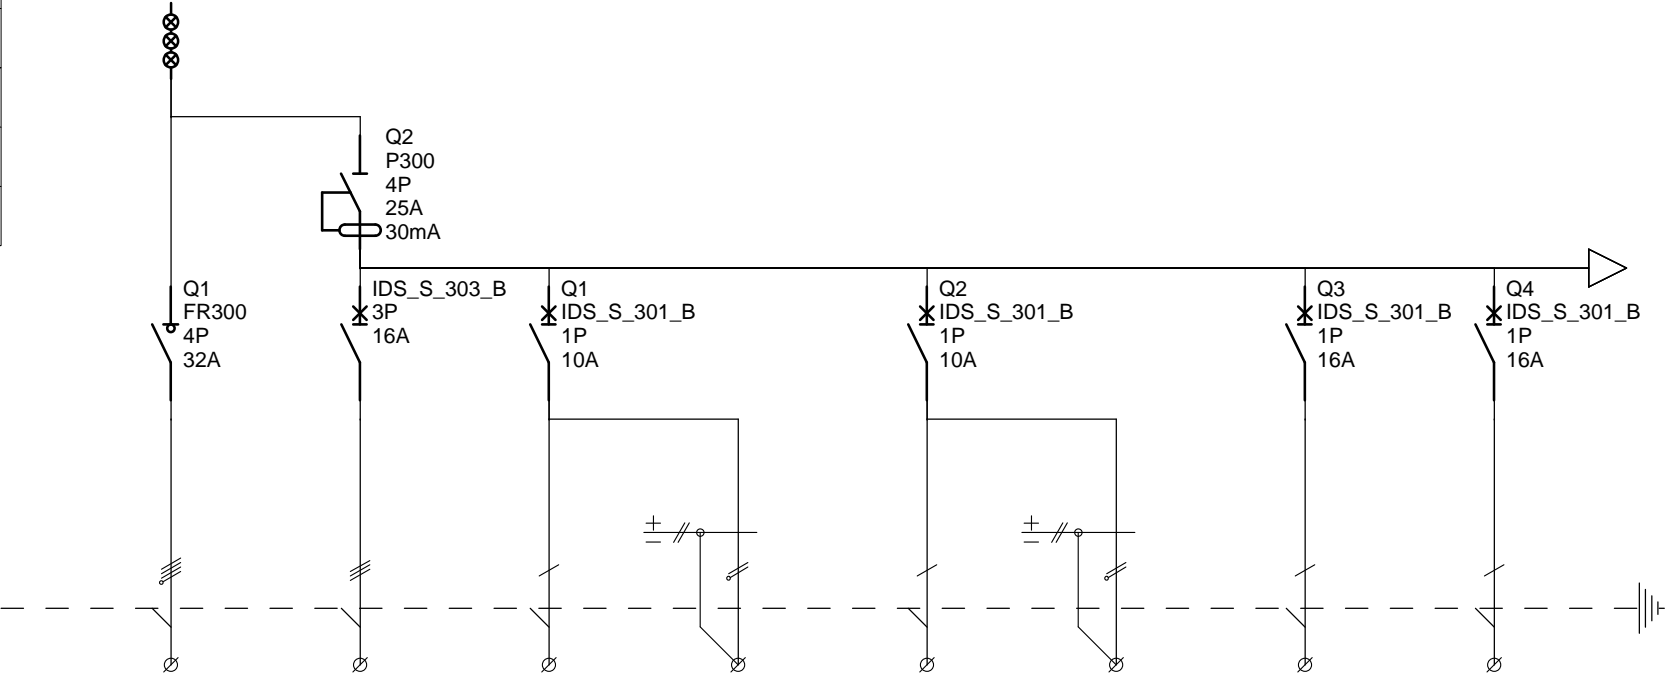 Q2
P300
4P
25A
30mA
Q1
FR300
4P
32A
IDS_S_303_B
3P
16A
Q1
IDS_S_301_B
1P
10A
Q2
IDS_S_301_B
1P
10A
Q3
IDS_S_301_B
1P
16A
Q4
IDS_S_301_B
1P
16A